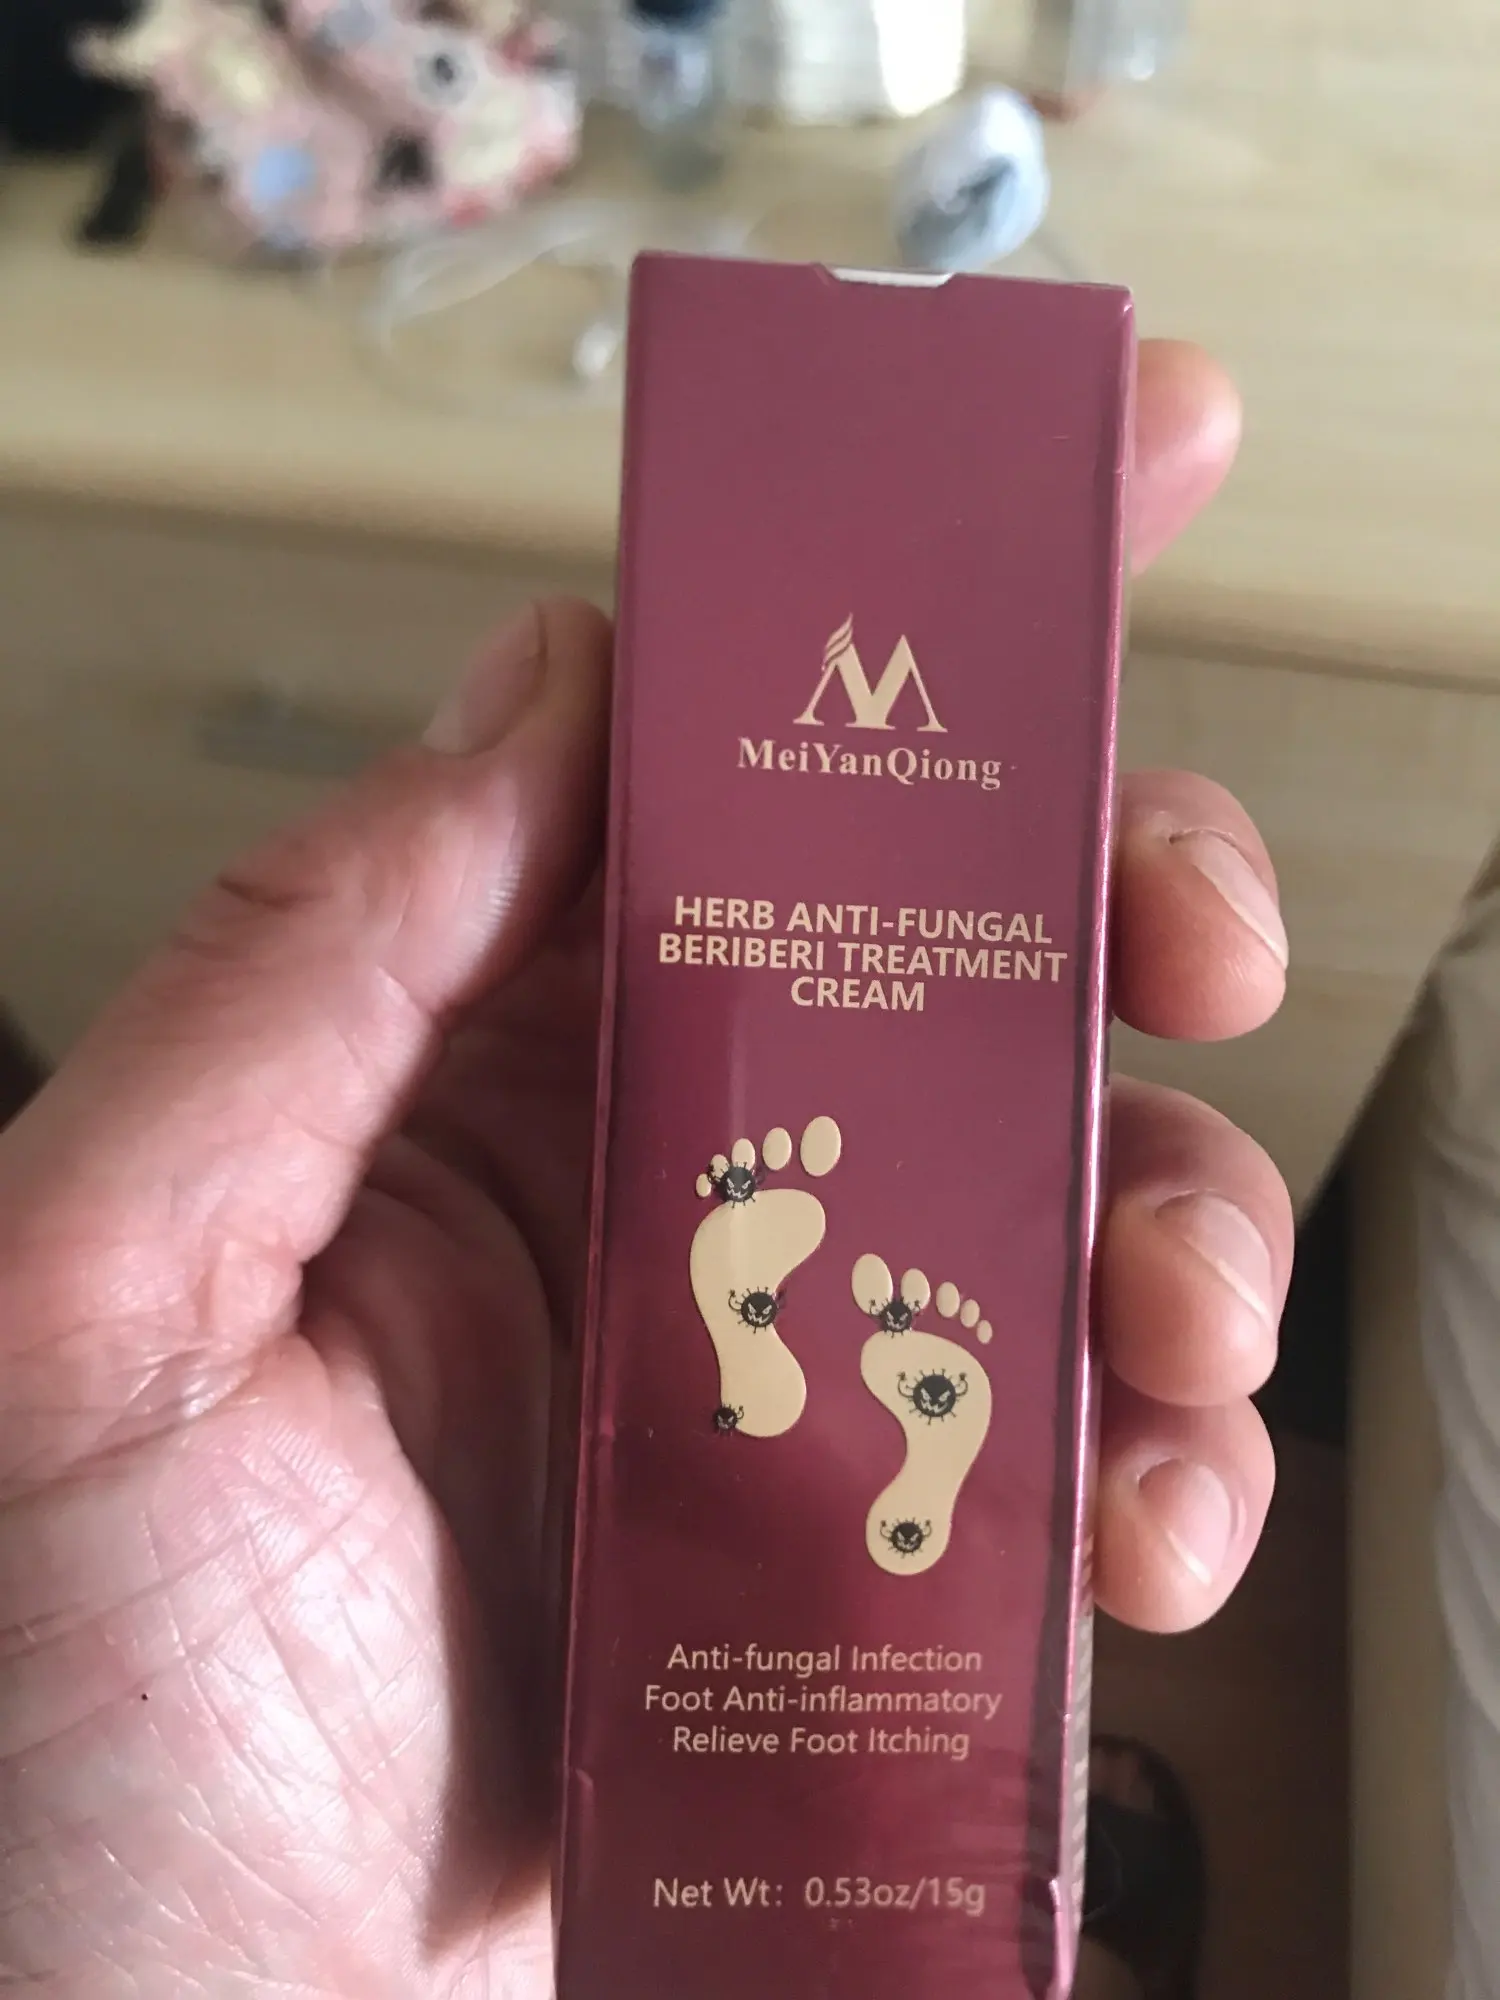 MeiYanQiong
HERB ANTI-FUNGAL
BERIBERI TREATMENT
CREAM
Anti-fungal Infection
Foot Anti-inflammatory
Relieve Foot Itching
Net Wt: 0.53oz/15g